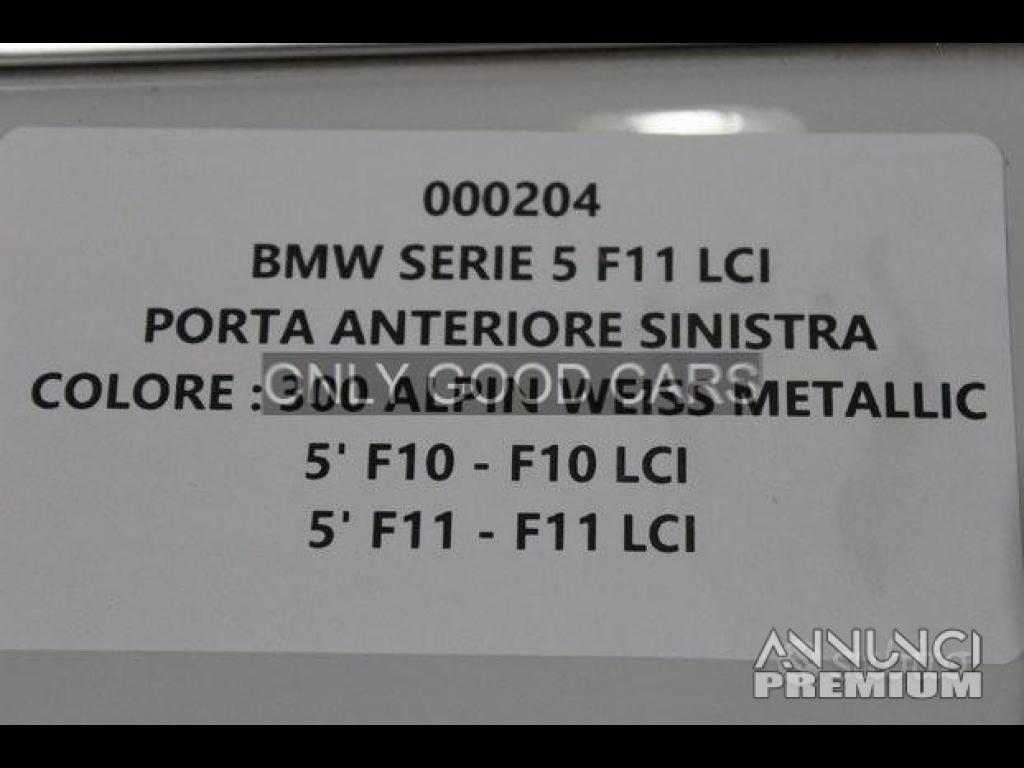 000204
BMW SERIE 5 F11 LCI
PORTA ANTERIORE SINISTRA
ONLY GOOD CARS
COLORE : 300 ALPIN WEISS METALLIC
5' F10 - F10 LCI
5' F11 - F11 LCI
ANNUNCI
PREMIUM